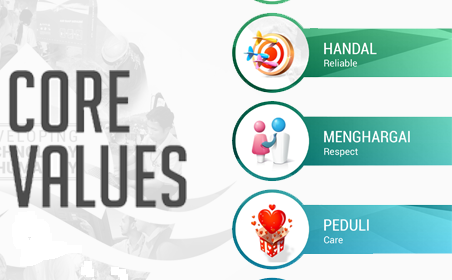 CORE
VALUES
HANDAL
Reliable
MENGHARGAI
Respect
PEDULI
Care